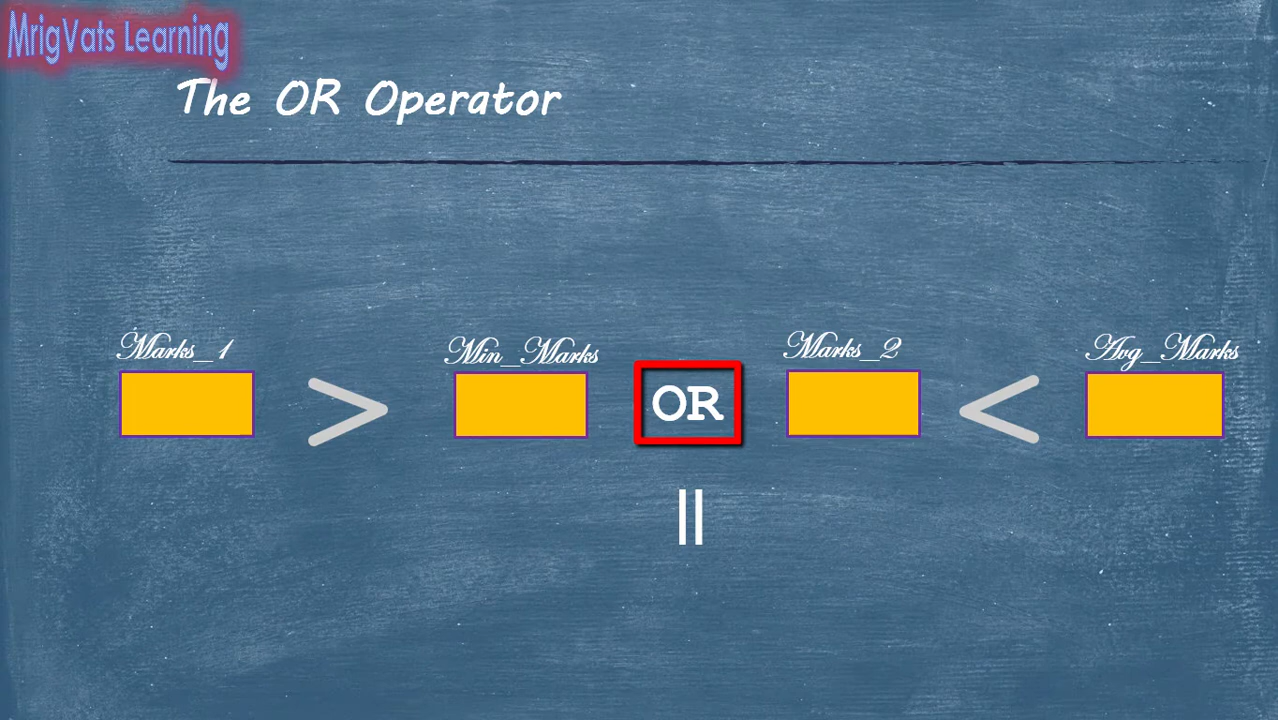 MrigVats Learning
The OR Operator
Marks_1 Min_Marks Marks_2 Avg_Marks
> OR <
||